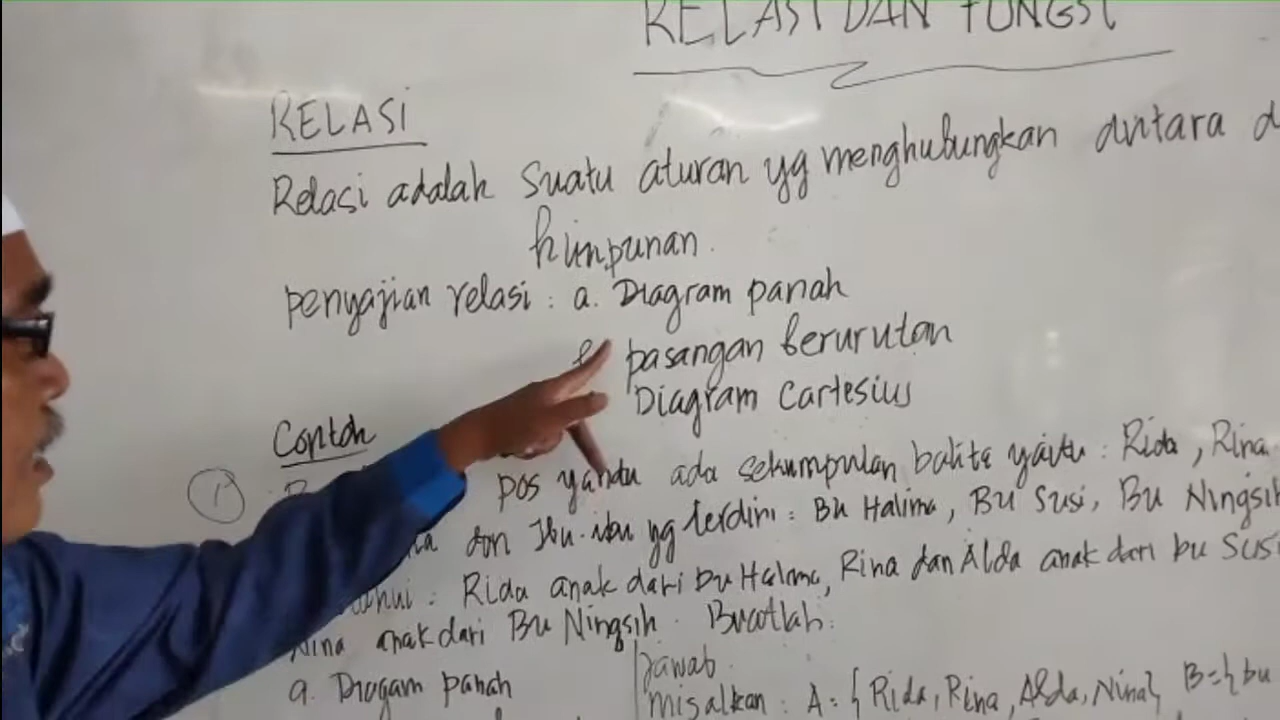 RELASI DAN FUNGSI
RELASI
Relasi adalah suatu aturan yg menghubungkan antara d
himpunan.
penyajian relasi : a. Diagram panah
pasangan berurutan
Diagram Cartesius
Contoh
1 pos yandu ada sekumpulan balita yaitu : Rida, Rina
dan Ibu-ibu yg terdiri : Bu Halima, Bu Susi, Bu Ningsih
Rida anak dari bu Halima, Rina dan Alda anak dari bu Susi
Nina anak dari Bu Ningsih. Buatlah:
a. Diagam panah
Jawab.
misalkan : A = { Rida, Rina, Alda, Nina} B = { bu